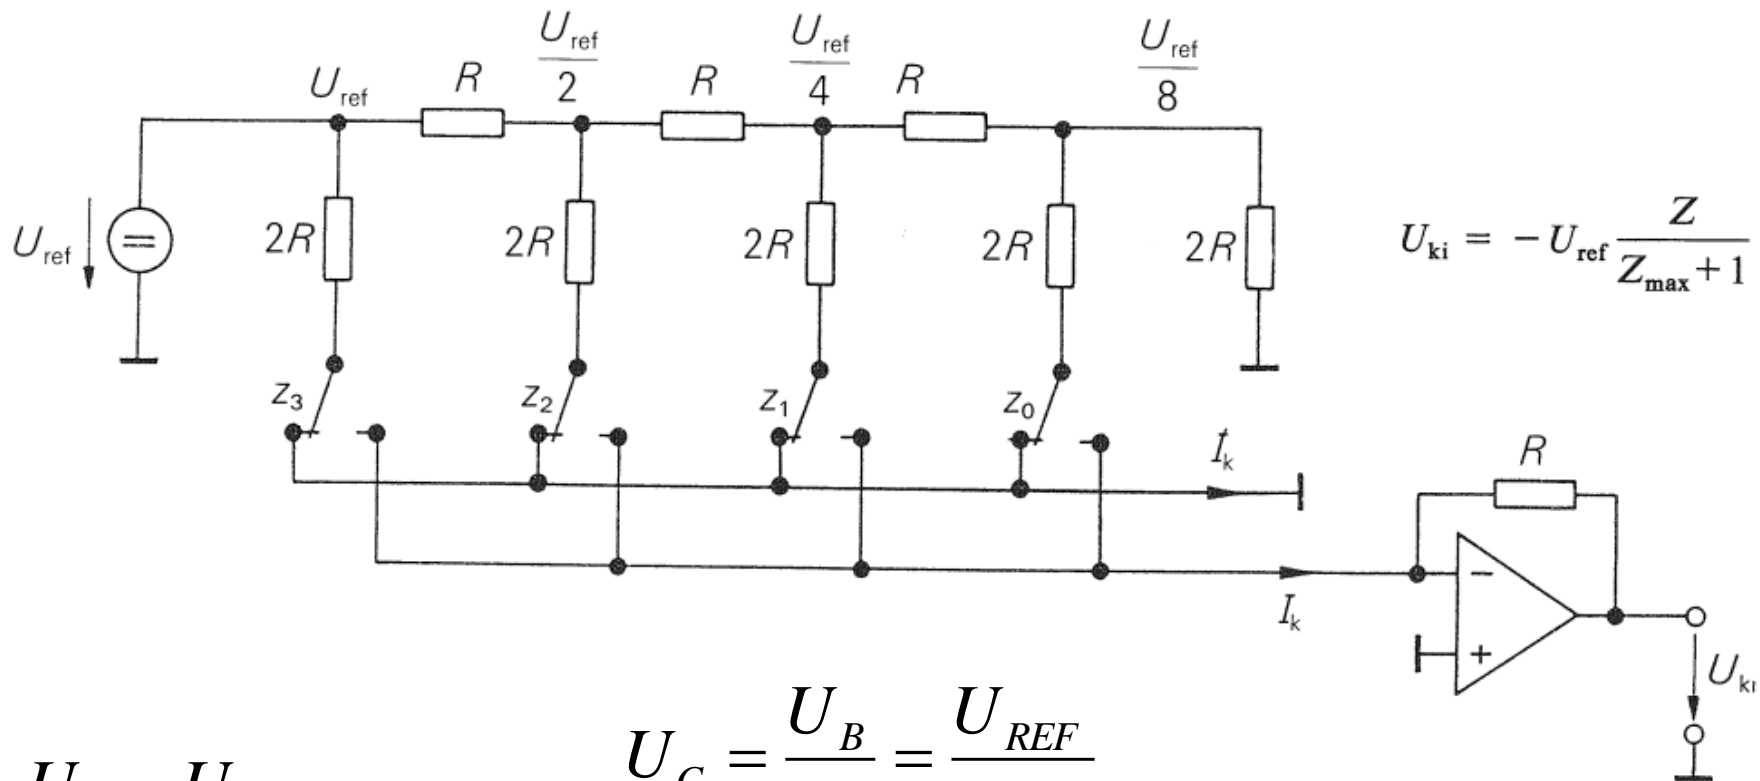 U_ref
R
U_ref/2
R
U_ref/4
R
U_ref/8
U_ref
2R
2R
2R
2R
2R
U_ki = - U_ref Z/(Z_max + 1)
z_3
z_2
z_1
z_0
I_k
R
I_k
−
+
U_ki
U_C = U_B = U_REF